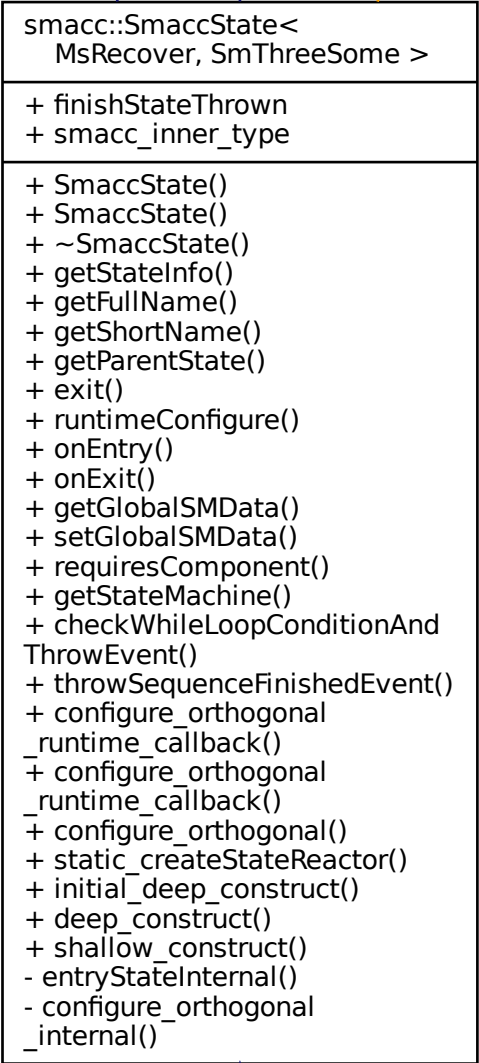 smacc::SmaccState<
MsRecover, SmThreeSome >
+ finishStateThrown
+ smacc_inner_type
+ SmaccState()
+ SmaccState()
+ ~SmaccState()
+ getStateInfo()
+ getFullName()
+ getShortName()
+ getParentState()
+ exit()
+ runtimeConfigure()
+ onEntry()
+ onExit()
+ getGlobalSMData()
+ setGlobalSMData()
+ requiresComponent()
+ getStateMachine()
+ checkWhileLoopConditionAnd
ThrowEvent()
+ throwSequenceFinishedEvent()
+ configure_orthogonal
_runtime_callback()
+ configure_orthogonal
_runtime_callback()
+ configure_orthogonal()
+ static_createStateReactor()
+ initial_deep_construct()
+ deep_construct()
+ shallow_construct()
- entryStateInternal()
- configure_orthogonal
_internal()